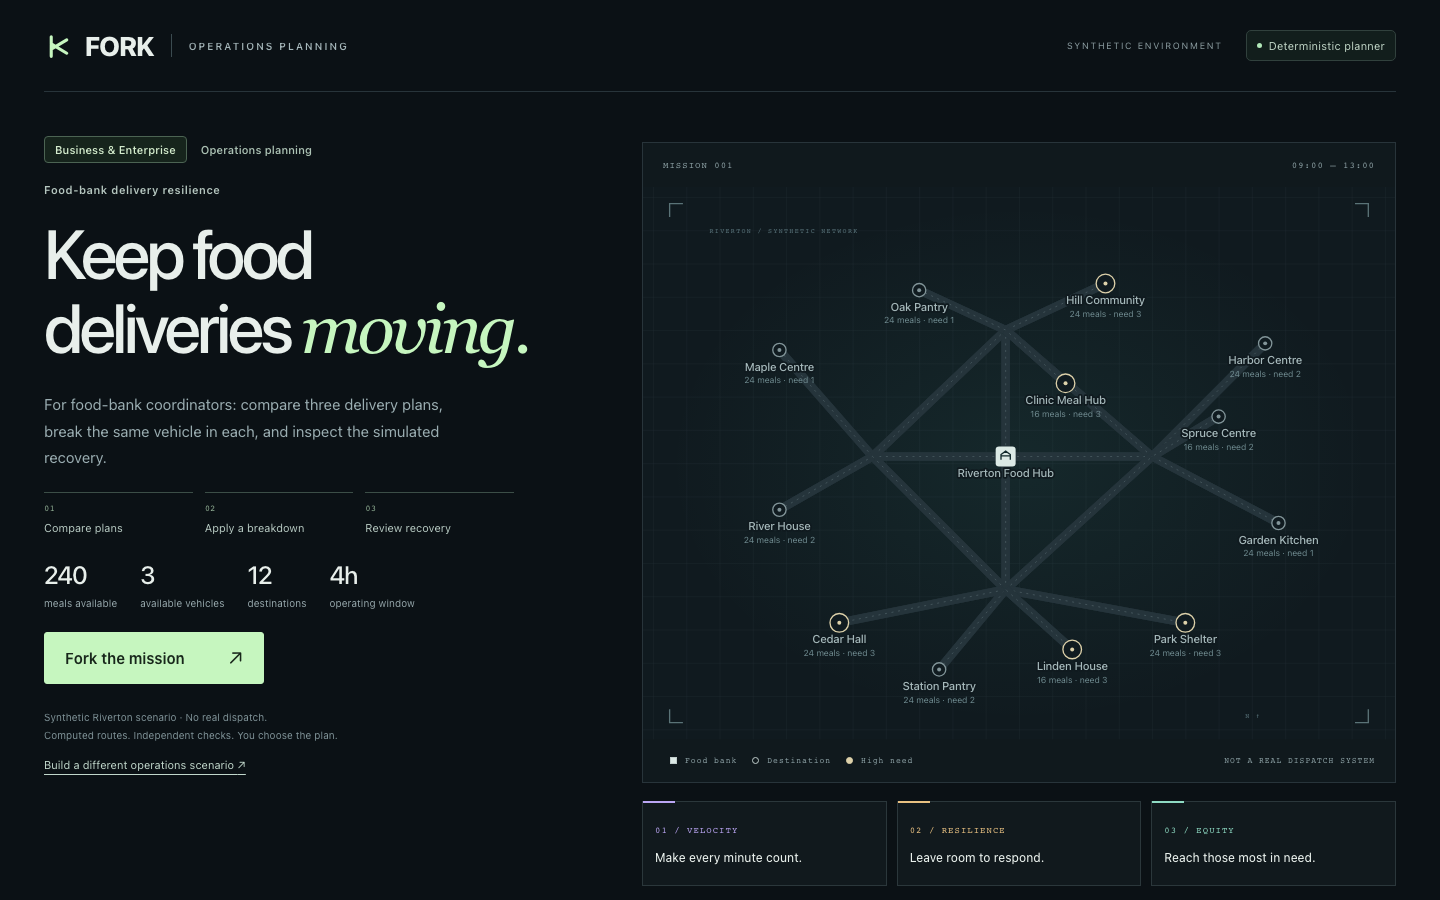 FORK
OPERATIONS PLANNING
SYNTHETIC ENVIRONMENT
Deterministic planner
Business & Enterprise
Operations planning
Food-bank delivery resilience
Keep food
deliveries moving.
For food-bank coordinators: compare three delivery plans,
break the same vehicle in each, and inspect the simulated
recovery.
01
Compare plans
02
Apply a breakdown
03
Review recovery
240
meals available
3
available vehicles
12
destinations
4h
operating window
Fork the mission
Synthetic Riverton scenario · No real dispatch.
Computed routes. Independent checks. You choose the plan.
Build a different operations scenario ↗
MISSION 001
09:00 — 13:00
RIVERTON / SYNTHETIC NETWORK
Oak Pantry
24 meals · need 1
Hill Community
24 meals · need 3
Maple Centre
24 meals · need 1
Harbor Centre
24 meals · need 2
Clinic Meal Hub
16 meals · need 3
Spruce Centre
16 meals · need 2
Riverton Food Hub
River House
24 meals · need 2
Garden Kitchen
24 meals · need 1
Cedar Hall
24 meals · need 3
Park Shelter
24 meals · need 3
Linden House
16 meals · need 3
Station Pantry
24 meals · need 2
Food bank
Destination
High need
NOT A REAL DISPATCH SYSTEM
01 / VELOCITY
Make every minute count.
02 / RESILIENCE
Leave room to respond.
03 / EQUITY
Reach those most in need.